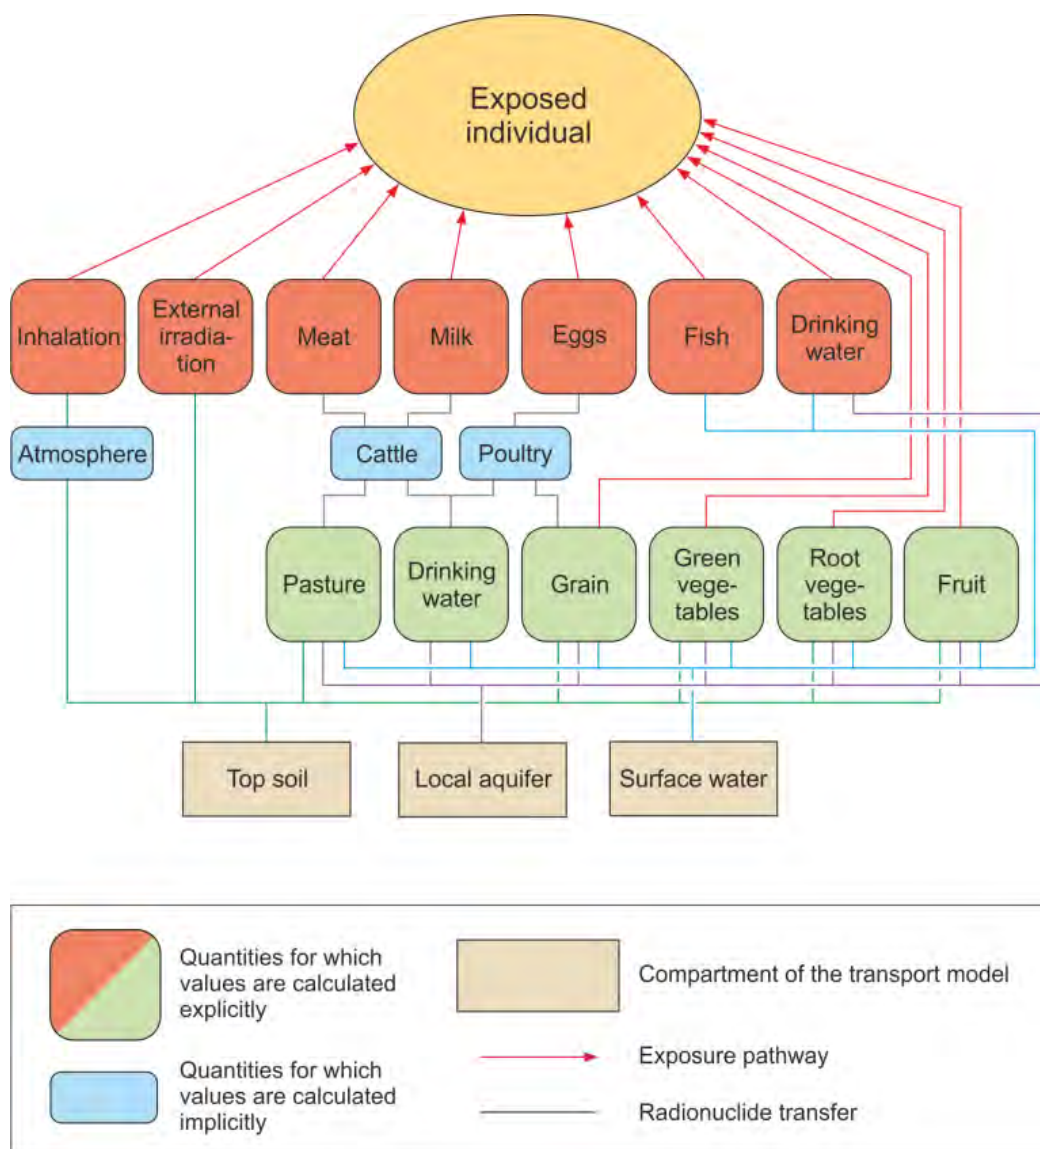 Exposed
individual
Inhalation
External
irradia-
tion
Meat
Milk
Eggs
Fish
Drinking
water
Atmosphere
Cattle
Poultry
Pasture
Drinking
water
Grain
Green
vege-
tables
Root
vege-
tables
Fruit
Top soil
Local aquifer
Surface water
Quantities for which
values are calculated
explicitly
Compartment of the transport model
Exposure pathway
Quantities for which
values are calculated
implicitly
Radionuclide transfer